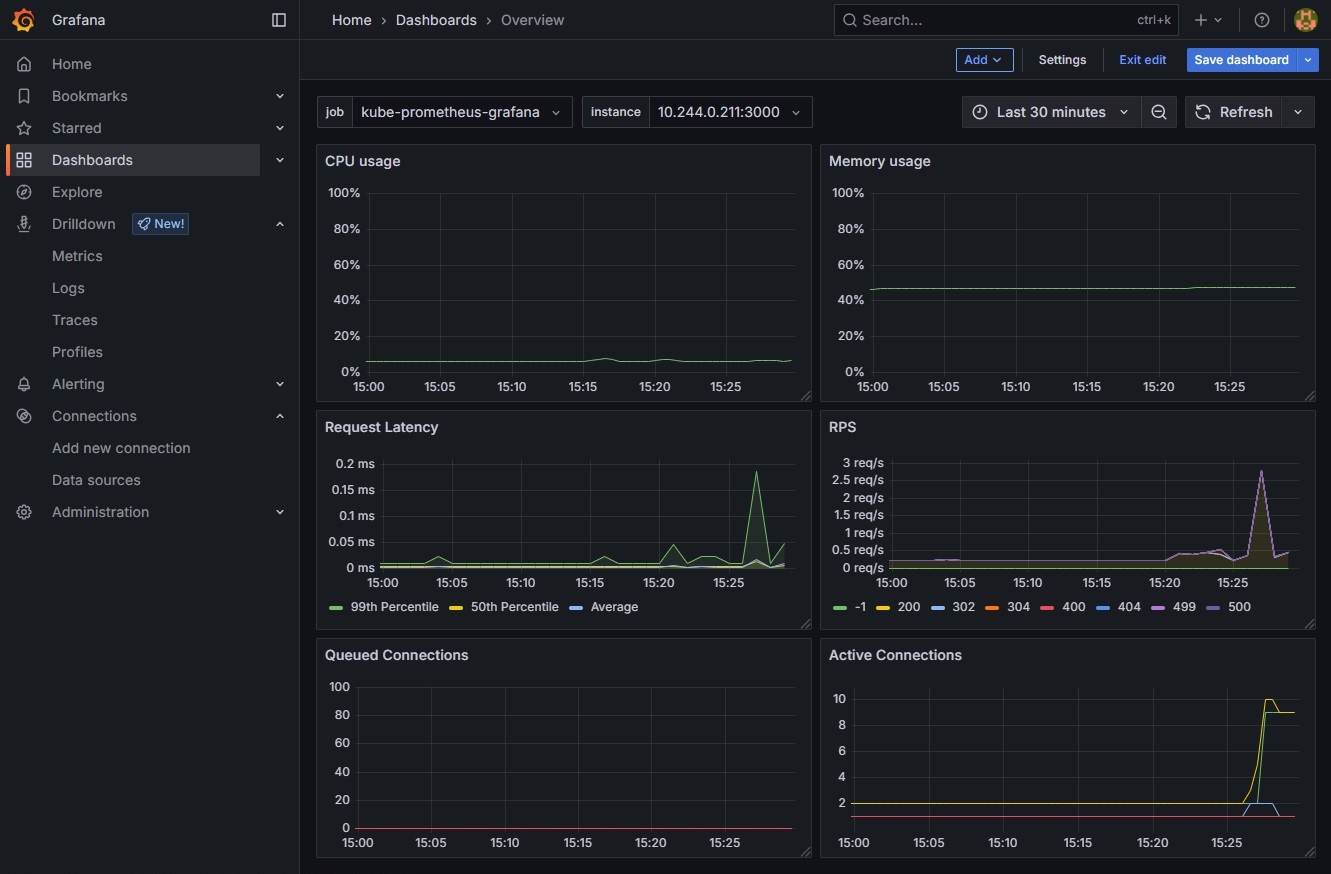 Grafana
Home › Dashboards › Overview
Search...
ctrl+k
Add
Settings
Exit edit
Save dashboard
Home
Bookmarks
Starred
Dashboards
Explore
Drilldown
New!
Metrics
Logs
Traces
Profiles
Alerting
Connections
Add new connection
Data sources
Administration
job kube-prometheus-grafana
instance 10.244.0.211:3000
Last 30 minutes
Refresh
CPU usage
100%
80%
60%
40%
20%
0%
15:00 15:05 15:10 15:15 15:20 15:25
Memory usage
100%
80%
60%
40%
20%
0%
15:00 15:05 15:10 15:15 15:20 15:25
Request Latency
0.2 ms
0.15 ms
0.1 ms
0.05 ms
0 ms
15:00 15:05 15:10 15:15 15:20 15:25
99th Percentile 50th Percentile Average
RPS
3 req/s
2.5 req/s
2 req/s
1.5 req/s
1 req/s
0.5 req/s
0 req/s
15:00 15:05 15:10 15:15 15:20 15:25
-1 200 302 304 400 404 499 500
Queued Connections
100
80
60
40
20
0
15:00 15:05 15:10 15:15 15:20 15:25
Active Connections
10
8
6
4
2
15:00 15:05 15:10 15:15 15:20 15:25